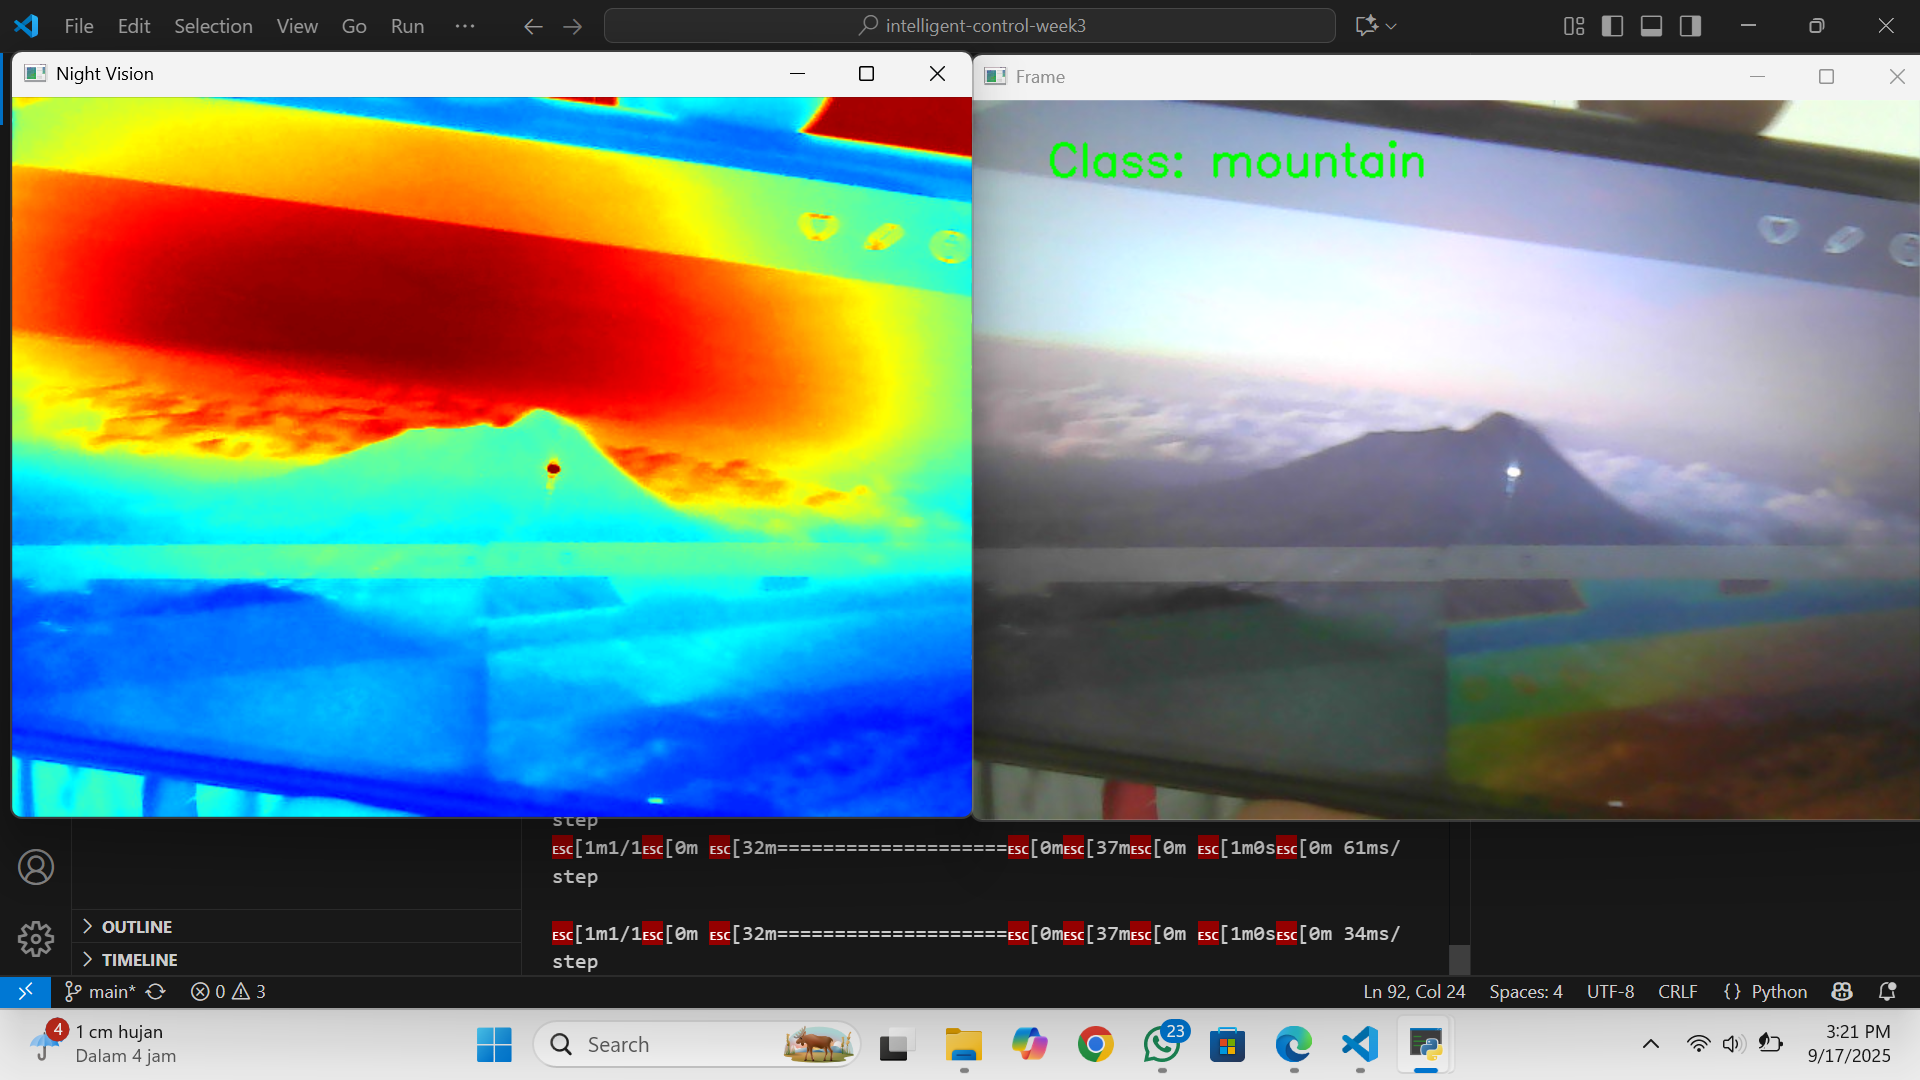 File Edit Selection View Go Run ··· intelligent-control-week3
Night Vision
Frame
Class: mountain
step
ESC[1m1/1ESC[0m ESC[32m====================ESC[0mESC[37mESC[0m ESC[1m0sESC[0m 61ms/
step
ESC[1m1/1ESC[0m ESC[32m====================ESC[0mESC[37mESC[0m ESC[1m0sESC[0m 34ms/
step
OUTLINE
TIMELINE
main* 0 3 Ln 92, Col 24 Spaces: 4 UTF-8 CRLF {} Python
4
1 cm hujan
Dalam 4 jam
Search
23
3:21 PM
9/17/2025